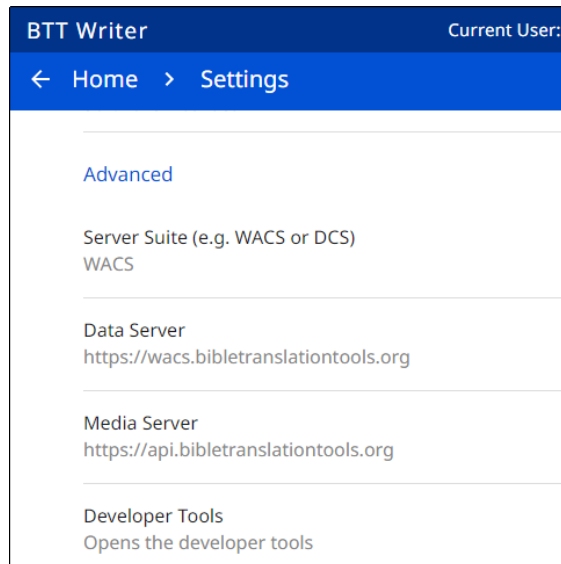 BTT Writer Current User:
← Home > Settings
Advanced
Server Suite (e.g. WACS or DCS)
WACS
Data Server
https://wacs.bibletranslationtools.org
Media Server
https://api.bibletranslationtools.org
Developer Tools
Opens the developer tools